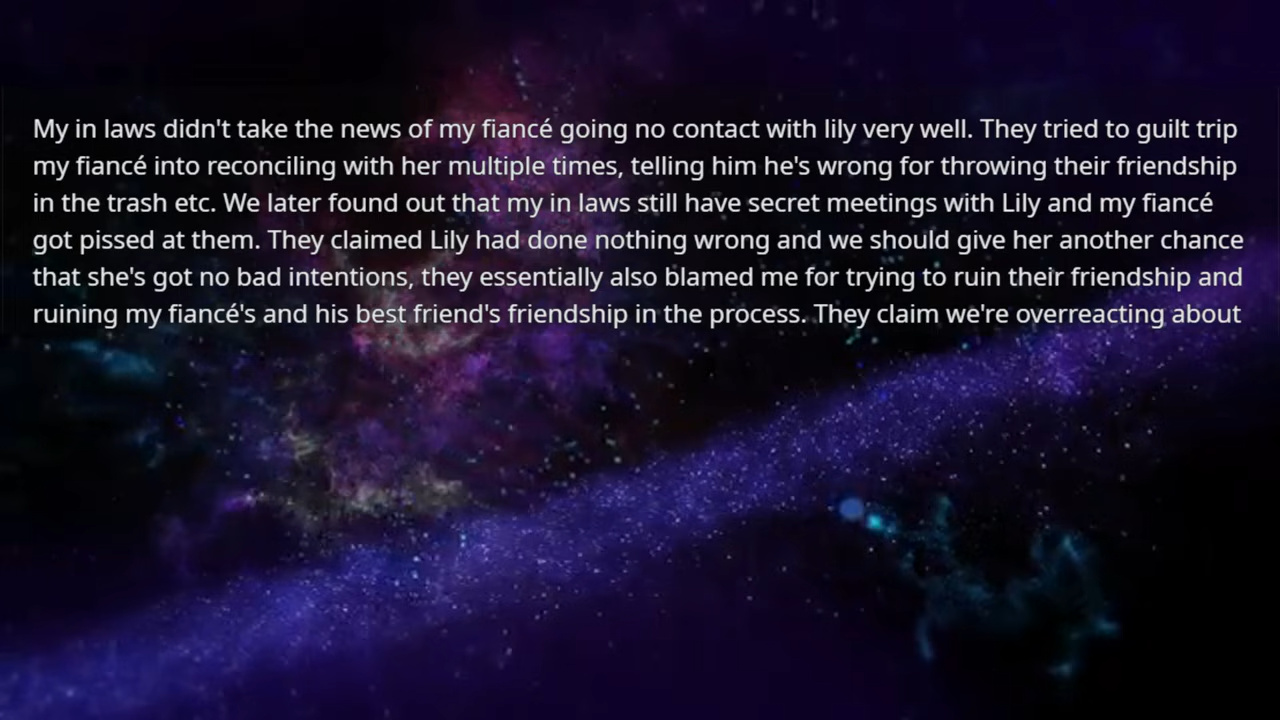 My in laws didn't take the news of my fiancé going no contact with lily very well. They tried to guilt trip
my fiancé into reconciling with her multiple times, telling him he's wrong for throwing their friendship
in the trash etc. We later found out that my in laws still have secret meetings with Lily and my fiancé
got pissed at them. They claimed Lily had done nothing wrong and we should give her another chance
that she's got no bad intentions, they essentially also blamed me for trying to ruin their friendship and
ruining my fiancé's and his best friend's friendship in the process. They claim we're overreacting about